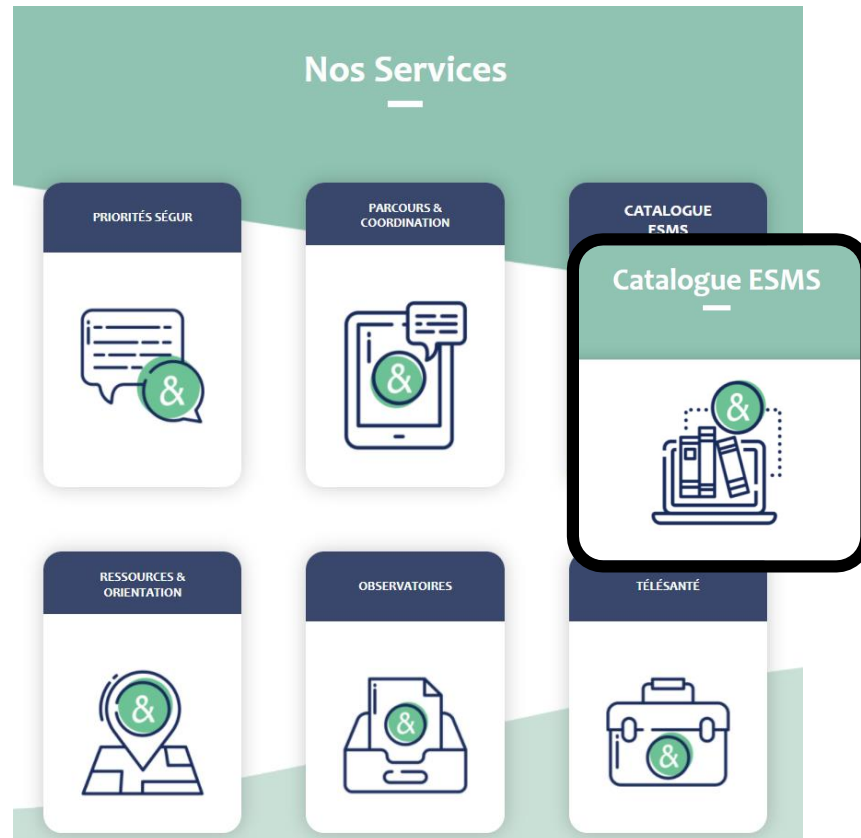 Nos Services
PRIORITÉS SÉGUR
PARCOURS &
COORDINATION
CATALOGUE
ESMS
Catalogue ESMS
&
&
&
RESSOURCES &
ORIENTATION
OBSERVATOIRES
TÉLÉSANTÉ
&
&
&